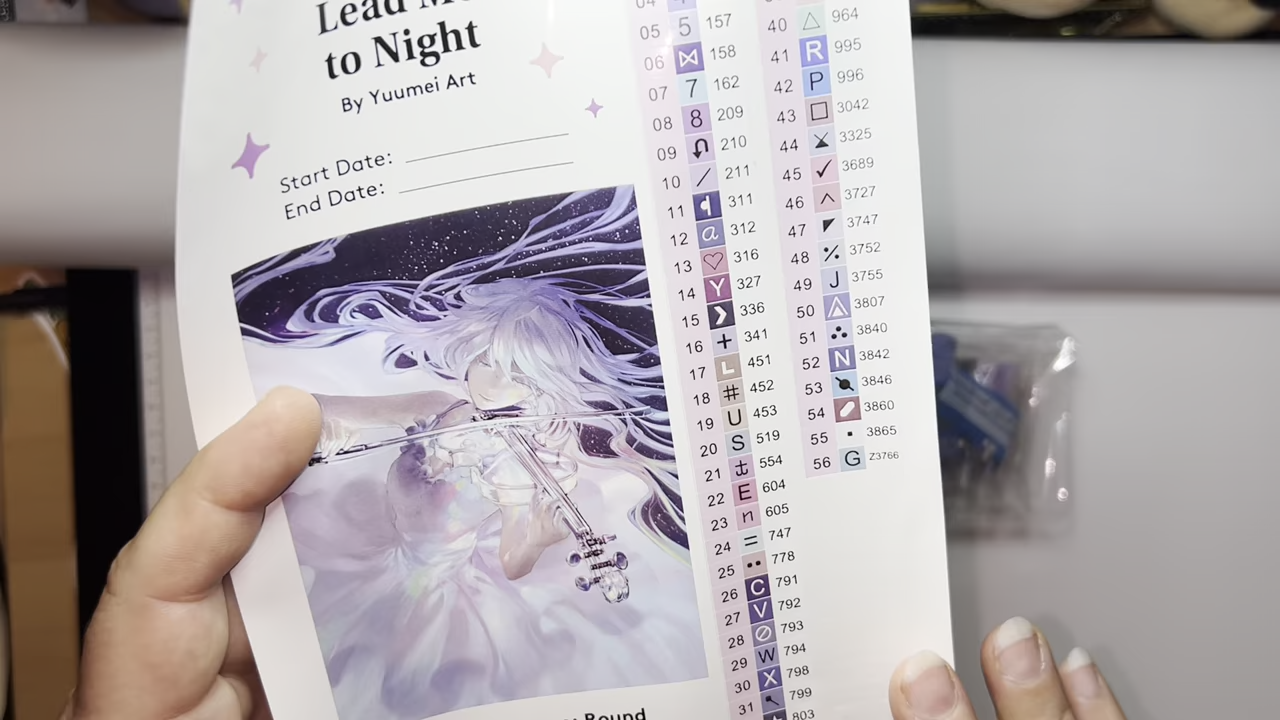 Lead
to Night
By Yuumei Art
Start Date:
End Date:
Round
04
05 5 157
06 158
07 7 162
08 8 209
09 210
10 / 211
11 311
12 a 312
13 ♡ 316
14 Y 327
15 ❯ 336
16 + 341
17 L 451
18 # 452
19 U 453
20 S 519
21 ‡ 554
22 E 604
23 n 605
24 = 747
25 •• 778
26 C 791
27 V 792
28 ⊘ 793
29 W 794
30 X 798
31 799
803
40 △ 964
41 R 995
42 P 996
43 □ 3042
44 3325
45 ✓ 3689
46 ^ 3727
47 ◤ 3747
48 ⁒ 3752
49 J 3755
50 3807
51 ∴ 3840
52 N 3842
53 3846
54 3860
55 ▪ 3865
56 G Z3766